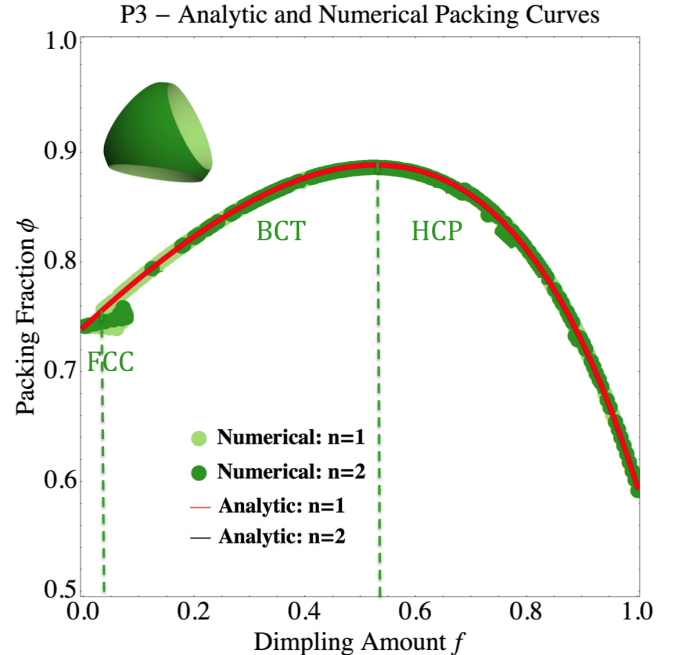 P3 – Analytic and Numerical Packing Curves
1.0
0.9
0.8
0.7
0.6
0.5
Packing Fraction ϕ
BCT
HCP
FCC
Numerical: n=1
Numerical: n=2
Analytic: n=1
Analytic: n=2
0.0 0.2 0.4 0.6 0.8 1.0
Dimpling Amount f